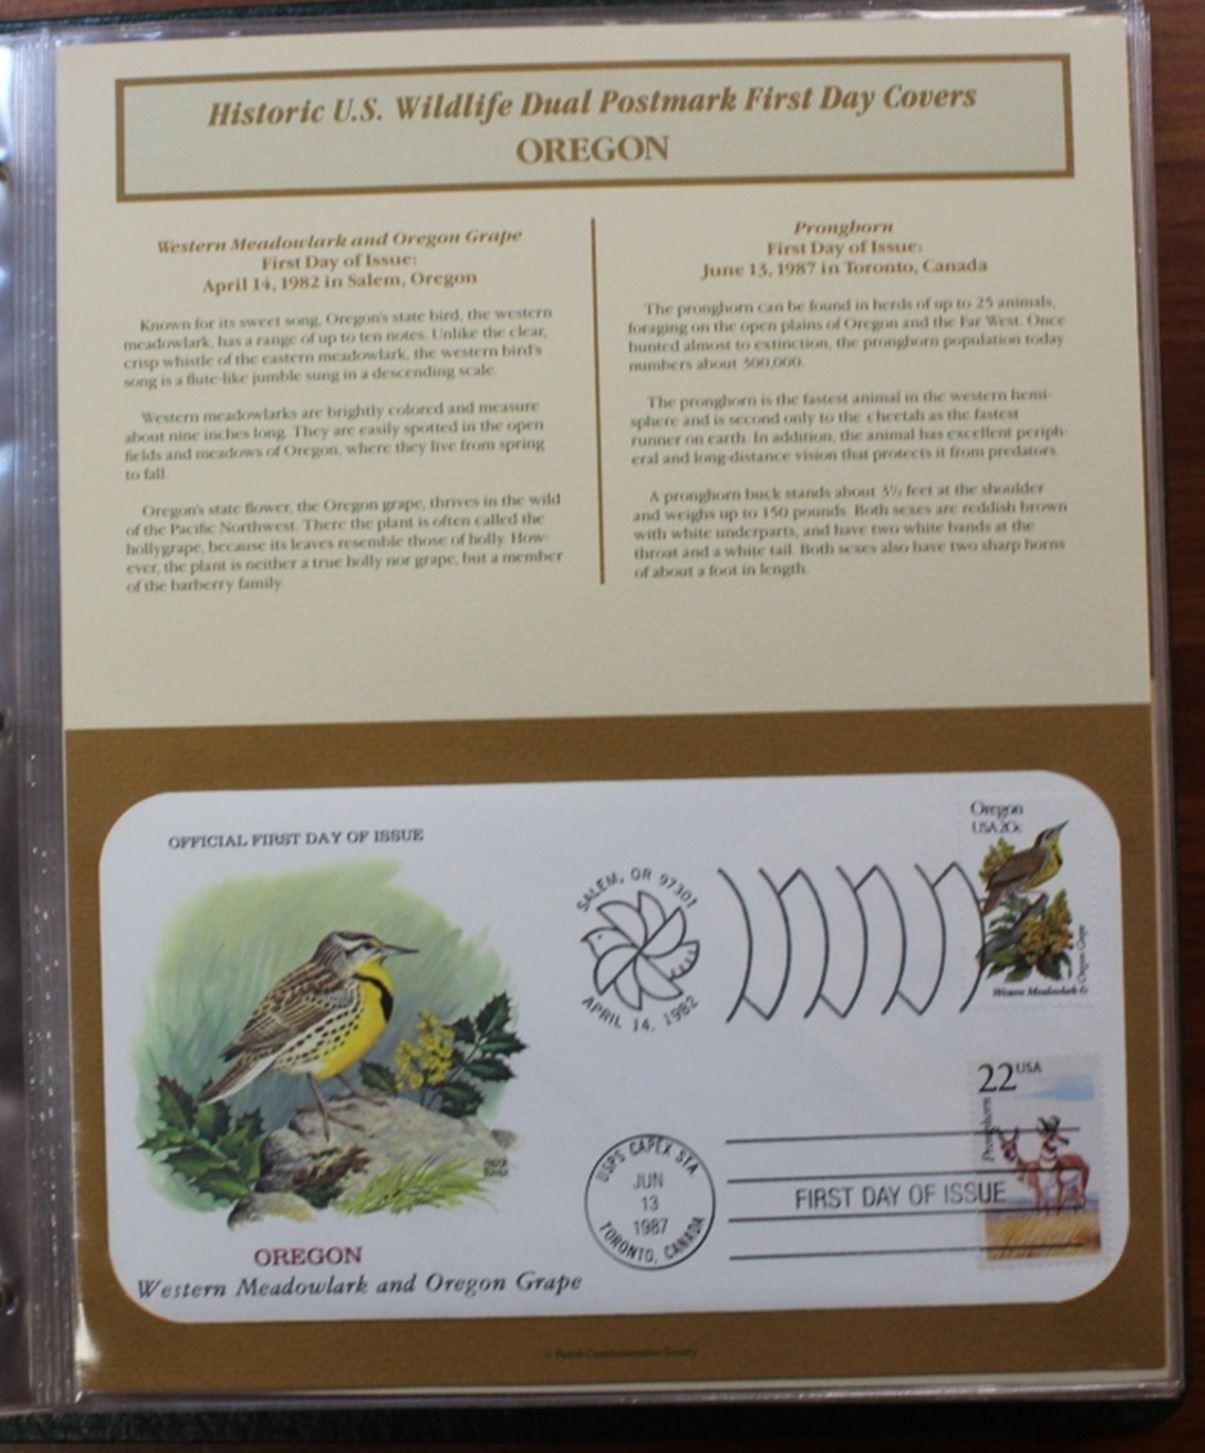 Historic U.S. Wildlife Dual Postmark First Day Covers
OREGON
Western Meadowlark and Oregon Grape
First Day of Issue:
April 14, 1982 in Salem, Oregon
Known for its sweet song, Oregon's state bird, the western
meadowlark, has a range of up to ten notes. Unlike the clear,
crisp whistle of the eastern meadowlark, the western bird's
song is a flute-like jumble sung in a descending scale.
Western meadowlarks are brightly colored and measure
about nine inches long. They are easily spotted in the open
fields and meadows of Oregon, where they live from spring
to fall.
Oregon's state flower, the Oregon grape, thrives in the wild
of the Pacific Northwest. There the plant is often called the
hollygrape, because its leaves resemble those of holly. How-
ever, the plant is neither a true holly nor grape, but a member
of the barberry family.
Pronghorn
First Day of Issue:
June 13, 1987 in Toronto, Canada
The pronghorn can be found in herds of up to 25 animals,
foraging on the open plains of Oregon and the Far West. Once
hunted almost to extinction, the pronghorn population today
numbers about 300,000.
The pronghorn is the fastest animal in the western hemi-
sphere and is second only to the cheetah as the fastest
runner on earth. In addition, the animal has excellent periph-
eral and long-distance vision that protects it from predators.
A pronghorn buck stands about 3½ feet at the shoulder
and weighs up to 150 pounds. Both sexes are reddish brown
with white underparts, and have two white bands at the
throat and a white tail. Both sexes also have two sharp horns
of about a foot in length.
OFFICIAL FIRST DAY OF ISSUE
SALEM, OR 97301
APRIL 14, 1982
Oregon
USA 20c
Western Meadowlark &
Oregon Grape
22 USA
Pronghorn
USPS CAPEX STA.
JUN
13
1987
TORONTO, CANADA
FIRST DAY OF ISSUE
OREGON
Western Meadowlark and Oregon Grape
© Postal Commemorative Society